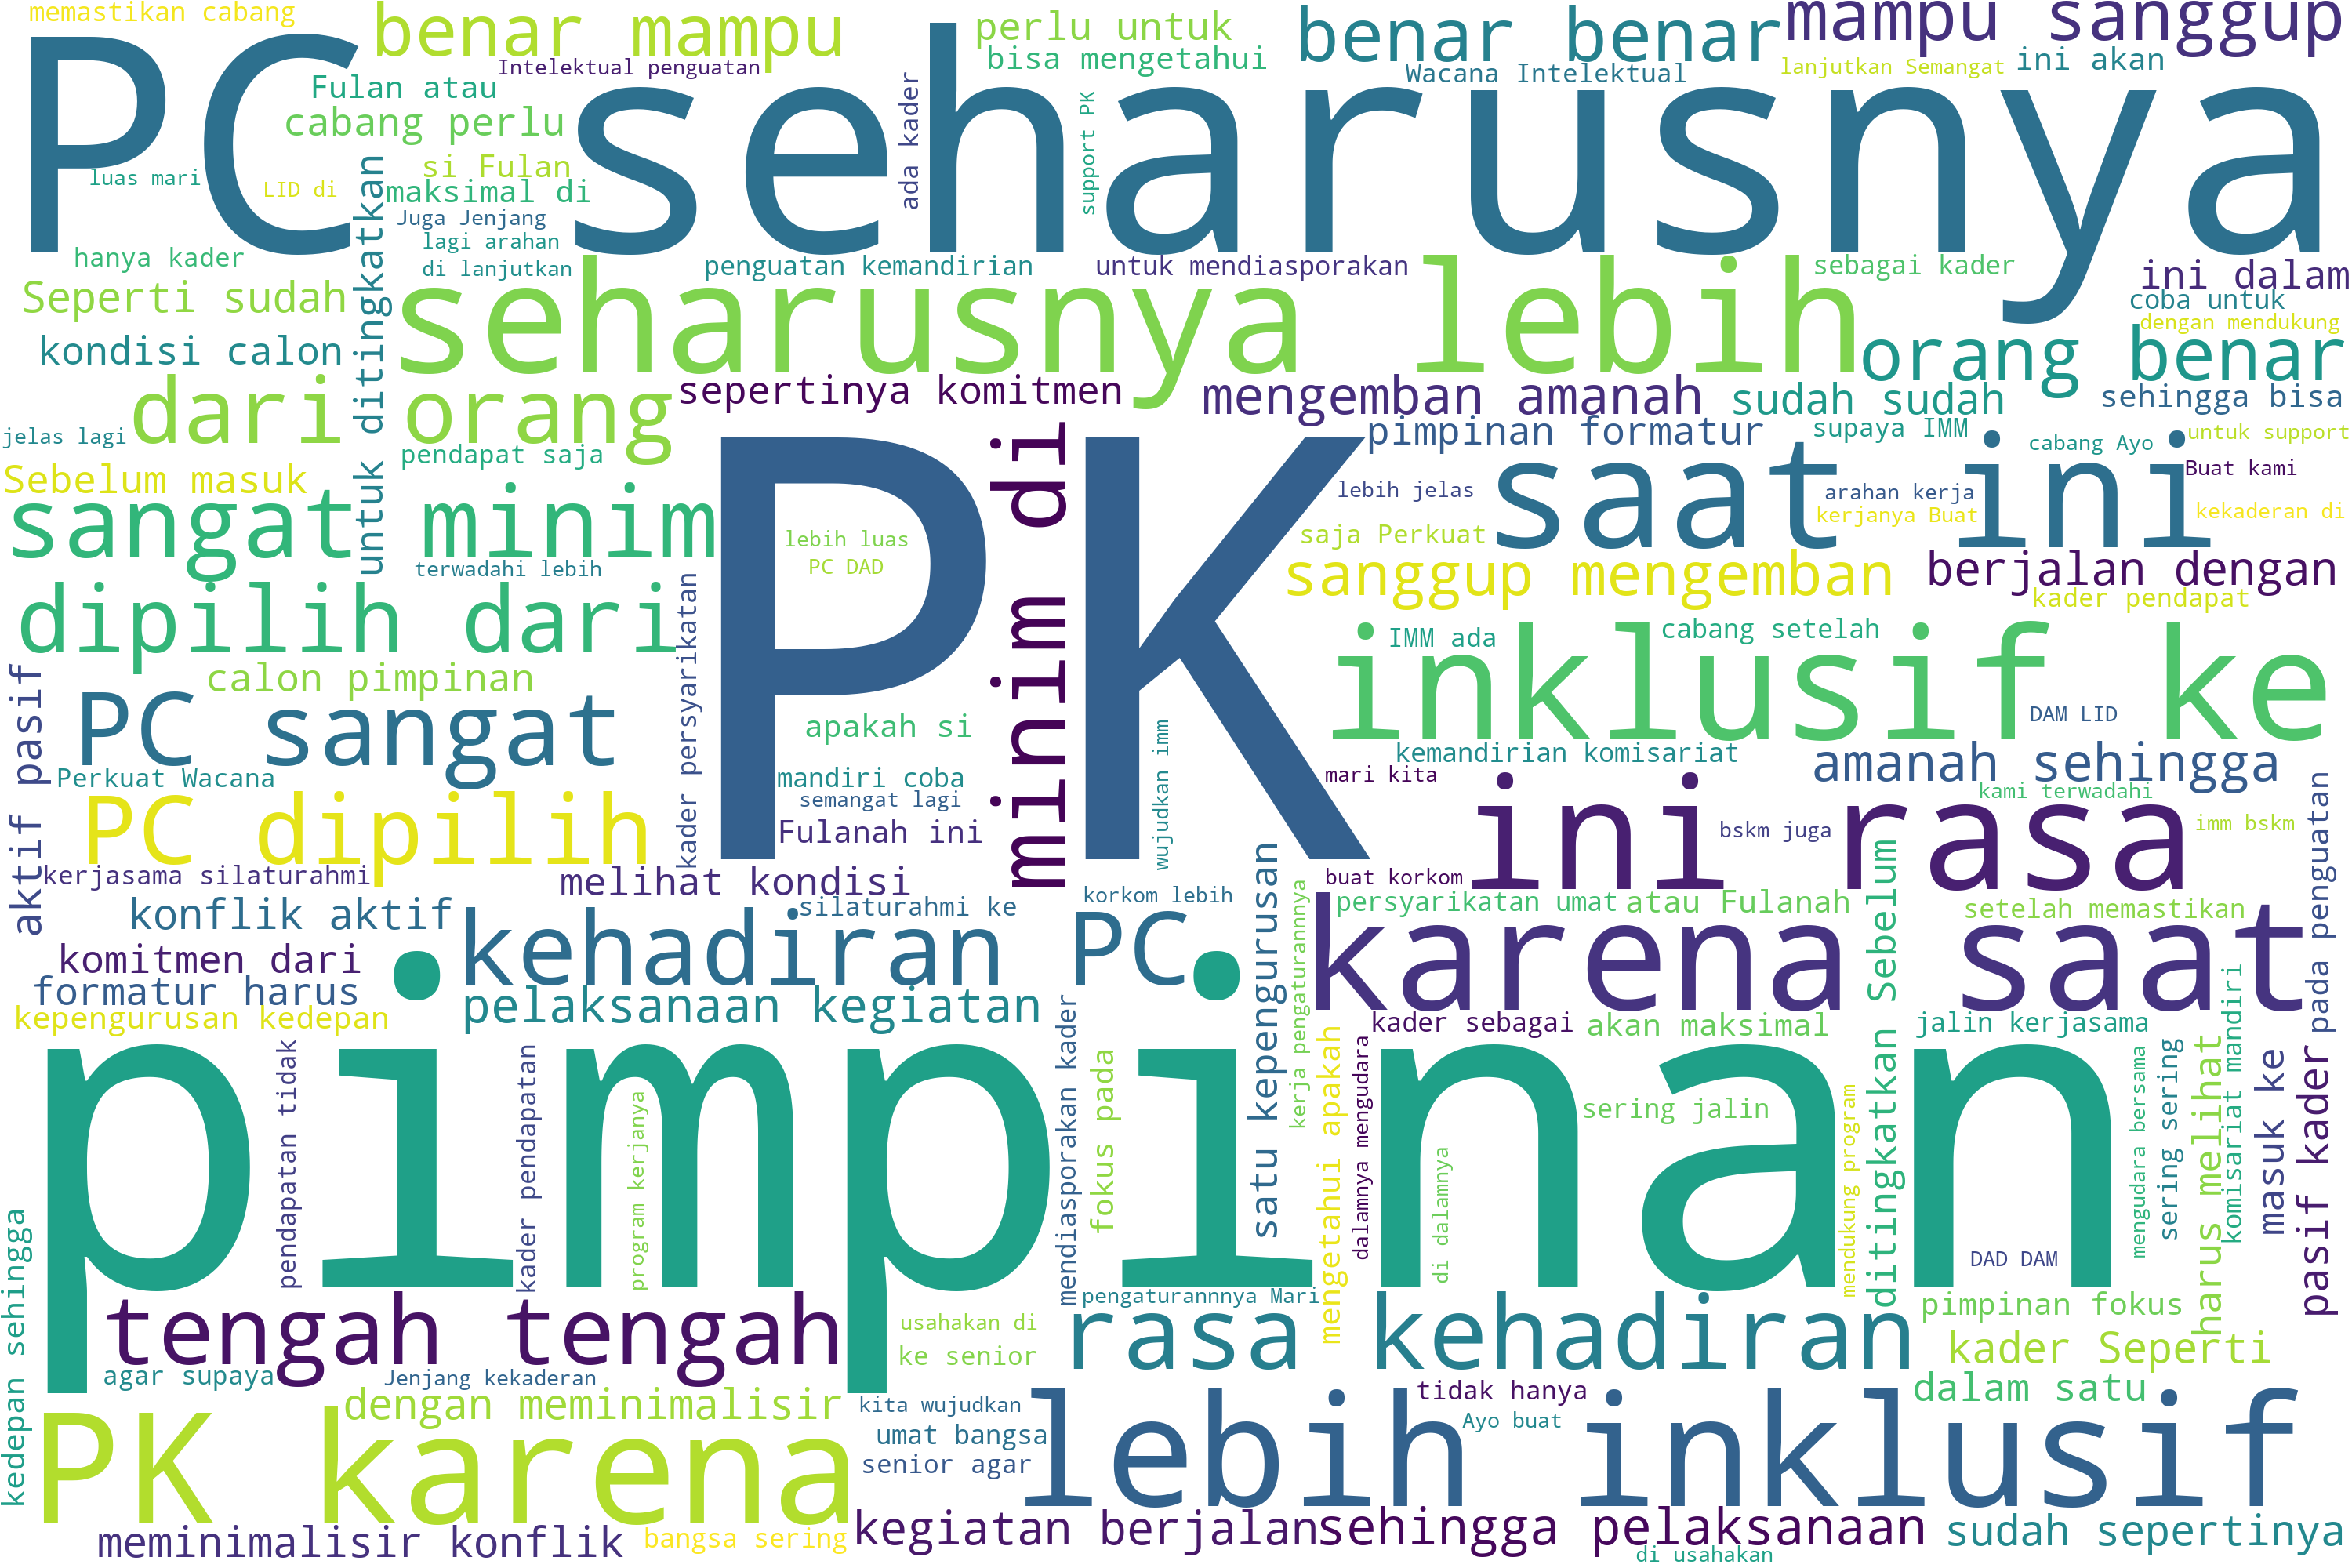 memastikan cabang
benar mampu
perlu untuk
benar benar
mampu sanggup
PC seharusnya
Intelektual penguatan
bisa mengetahui
Wacana Intelektual
lanjutkan Semangat
ini akan
Fulan atau
cabang perlu
ada kader
support PK
si Fulan
luas mari
LID di
maksimal di
untuk ditingkatkan
Juga Jenjang
lagi arahan
hanya kader
di lanjutkan
penguatan kemandirian
untuk mendiasporakan
sebagai kader
ini dalam
Seperti sudah
seharusnya lebih
coba untuk
dengan mendukung
kondisi calon
orang benar
dari orang
sepertinya komitmen
mengemban amanah
sudah sudah
sehingga bisa
jelas lagi
pendapat saja
PK
minim di
pimpinan formatur
supaya IMM
cabang Ayo
untuk support
Sebelum masuk
sangat minim
lebih jelas
saat ini
arahan kerja
Buat kami
kerjanya Buat
kekaderan di
saja Perkuat
lebih luas
PC DAD
terwadahi lebih
sanggup mengemban
berjalan dengan
dipilih dari
kader persyarikatan
kader pendapat
inklusif ke
IMM ada
cabang setelah
aktif pasif
calon pimpinan
PC sangat
apakah si
wujudkan imm
DAM LID
kemandirian komisariat
amanah sehingga
Perkuat Wacana
mandiri coba
mari kita
ini rasa
kami terwadahi
pada penguatan
PC dipilih
semangat lagi
Fulanah ini
bskm juga
imm bskm
kerjasama silaturahmi
melihat kondisi
satu kepengurusan
buat korkom
ditingkatkan Sebelum
konflik aktif
kehadiran PC
silaturahmi ke
korkom lebih
kerja pengaturannnya
karena saat
persyarikatan umat
atau Fulanah
setelah memastikan
komitmen dari
formatur harus
pelaksanaan kegiatan
kepengurusan kedepan
mendiasporakan kader
kader sebagai
akan maksimal
jalin kerjasama
komisariat mandiri
pimpinan
pendapatan tidak
kader pendapatan
program kerjanya
fokus pada
mengetahui apakah
dalamnya mengudara
di dalamnya
sering jalin
mendukung program
mengudara bersama
sering sering
harus melihat
masuk ke
pasif kader
DAD DAM
kedepan sehingga
tengah tengah
pengaturannnya Mari
usahakan di
ke senior
rasa kehadiran
pimpinan fokus
kader Seperti
agar supaya
Jenjang kekaderan
PK karena
dengan meminimalisir
kita wujudkan
umat bangsa
senior agar
lebih inklusif
tidak hanya
Ayo buat
dalam satu
meminimalisir konflik
bangsa sering
kegiatan berjalan
sehingga pelaksanaan
sudah sepertinya
di usahakan